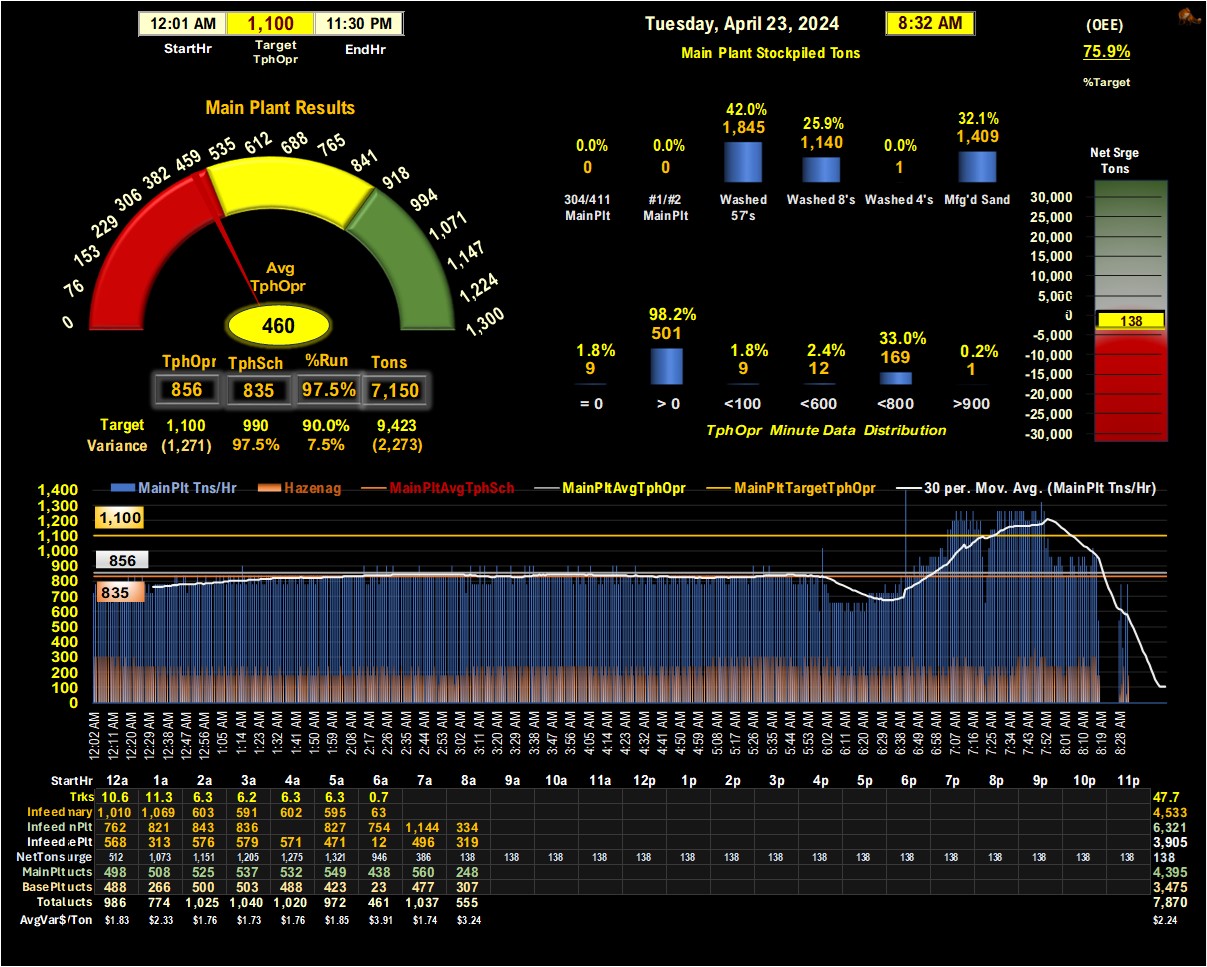 12:01 AM 1,100 11:30 PM
StartHr Target TphOpr EndHr
Tuesday, April 23, 2024 8:32 AM
Main Plant Stockpiled Tons
(OEE)
75.9%
%Target
Main Plant Results
0 76 153 229 306 382 459 535 612 688 765 841 918 994 1,071 1,147 1,224 1,300
Avg
TphOpr
460
TphOpr TphSch %Run Tons
856 835 97.5% 7,150
Target 1,100 990 90.0% 9,423
Variance (1,271) 97.5% 7.5% (2,273)
0.0% 0.0% 42.0% 25.9% 0.0% 32.1%
0 0 1,845 1,140 1 1,409
304/411 MainPlt #1/#2 MainPlt Washed 57's Washed 8's Washed 4's Mfg'd Sand
1.8% 98.2% 1.8% 2.4% 33.0% 0.2%
9 501 9 12 169 1
= 0 > 0 <100 <600 <800 >900
TphOpr Minute Data Distribution
Net Srge
Tons
30,000
25,000
20,000
15,000
10,000
5,000
0
138
-5,000
-10,000
-15,000
-20,000
-25,000
-30,000
MainPlt Tns/Hr Hazenag MainPltAvgTphSch MainPltAvgTphOpr MainPltTargetTphOpr 30 per. Mov. Avg. (MainPlt Tns/Hr)
1,400
1,300
1,200
1,100
1,000
900
800
700
600
500
400
300
200
100
0
1,100
856
835
12:02 AM 12:11 AM 12:20 AM 12:29 AM 12:38 AM 12:47 AM 12:56 AM 1:05 AM 1:14 AM 1:23 AM 1:32 AM 1:41 AM 1:50 AM 1:59 AM 2:08 AM 2:17 AM 2:26 AM 2:35 AM 2:44 AM 2:53 AM 3:02 AM 3:11 AM 3:20 AM 3:29 AM 3:38 AM 3:47 AM 3:56 AM 4:05 AM 4:14 AM 4:23 AM 4:32 AM 4:41 AM 4:50 AM 4:59 AM 5:08 AM 5:17 AM 5:26 AM 5:35 AM 5:44 AM 5:53 AM 6:02 AM 6:11 AM 6:20 AM 6:29 AM 6:38 AM 6:49 AM 6:58 AM 7:07 AM 7:16 AM 7:25 AM 7:34 AM 7:43 AM 7:52 AM 8:01 AM 8:10 AM 8:19 AM 8:28 AM
StartHr 12a 1a 2a 3a 4a 5a 6a 7a 8a 9a 10a 11a 12p 1p 2p 3p 4p 5p 6p 7p 8p 9p 10p 11p
Trks 10.6 11.3 6.3 6.2 6.3 6.3 0.7 47.7
Infeed mary 1,010 1,069 603 591 602 595 63 4,533
Infeed nPlt 762 821 843 836 827 754 1,144 334 6,321
Infeed ePlt 568 313 576 579 571 471 12 496 319 3,905
NetTons urge 512 1,073 1,151 1,205 1,275 1,321 946 386 138 138 138 138 138 138 138 138 138 138 138 138 138 138 138 138 138
MainPlt ucts 498 508 525 537 532 549 438 560 248 4,395
BasePlt ucts 488 266 500 503 488 423 23 477 307 3,475
Total ucts 986 774 1,025 1,040 1,020 972 461 1,037 555 7,870
AvgVar$/Ton $1.83 $2.33 $1.76 $1.73 $1.76 $1.85 $3.91 $1.74 $3.24 $2.24